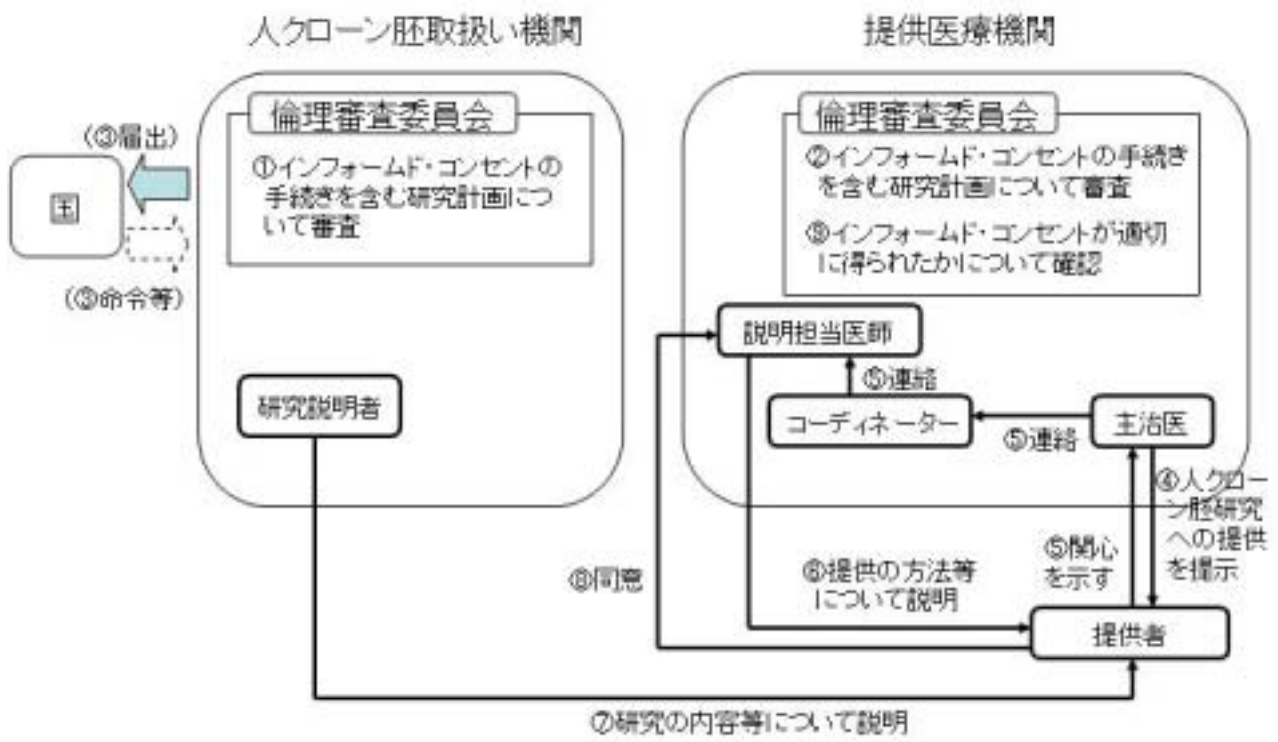 人クローン胚取扱い機関
提供医療機関
倫理審査委員会
①インフォームド・コンセントの
手続きを含む研究計画につ
いて審査
倫理審査委員会
②インフォームド・コンセントの手続き
を含む研究計画について審査
⑨インフォームド・コンセントが適切
に得られたかについて確認
(③届出)
国
(③命令等)
説明担当医師
⑤連絡
研究説明者
コーディネーター
⑤連絡
主治医
④人クロー
ン胚研究
への提供
を提示
⑤関心
を示す
⑥提供の方法等
について説明
⑧同意
提供者
⑦研究の内容等について説明